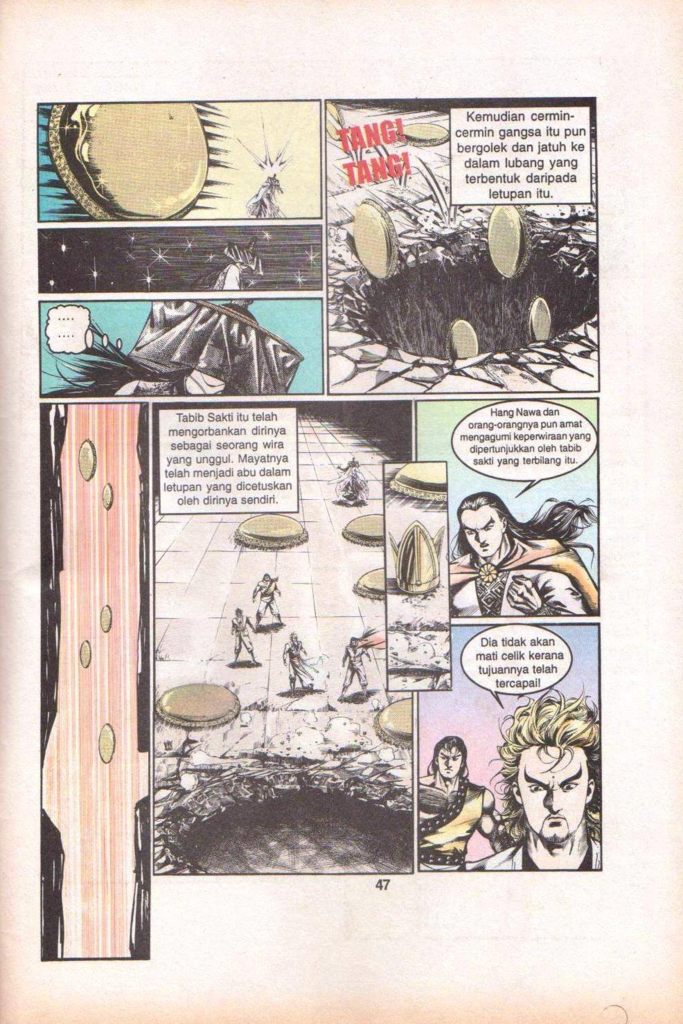 TANG!
TANG!
Kemudian cermin-
cermin gangsa itu pun
bergolek dan jatuh ke
dalam lubang yang
terbentuk daripada
letupan itu.
....
....
Tabib Sakti itu telah
mengorbankan dirinya
sebagai seorang wira
yang unggul. Mayatnya
telah menjadi abu dalam
letupan yang dicetuskan
oleh dirinya sendiri.
Hang Nawa dan
orang-orangnya pun amat
mengagumi keperwiraan yang
dipertunjukkan oleh tabib
sakti yang terbilang itu.
Dia tidak akan
mati celik kerana
tujuannya telah
tercapai!
47